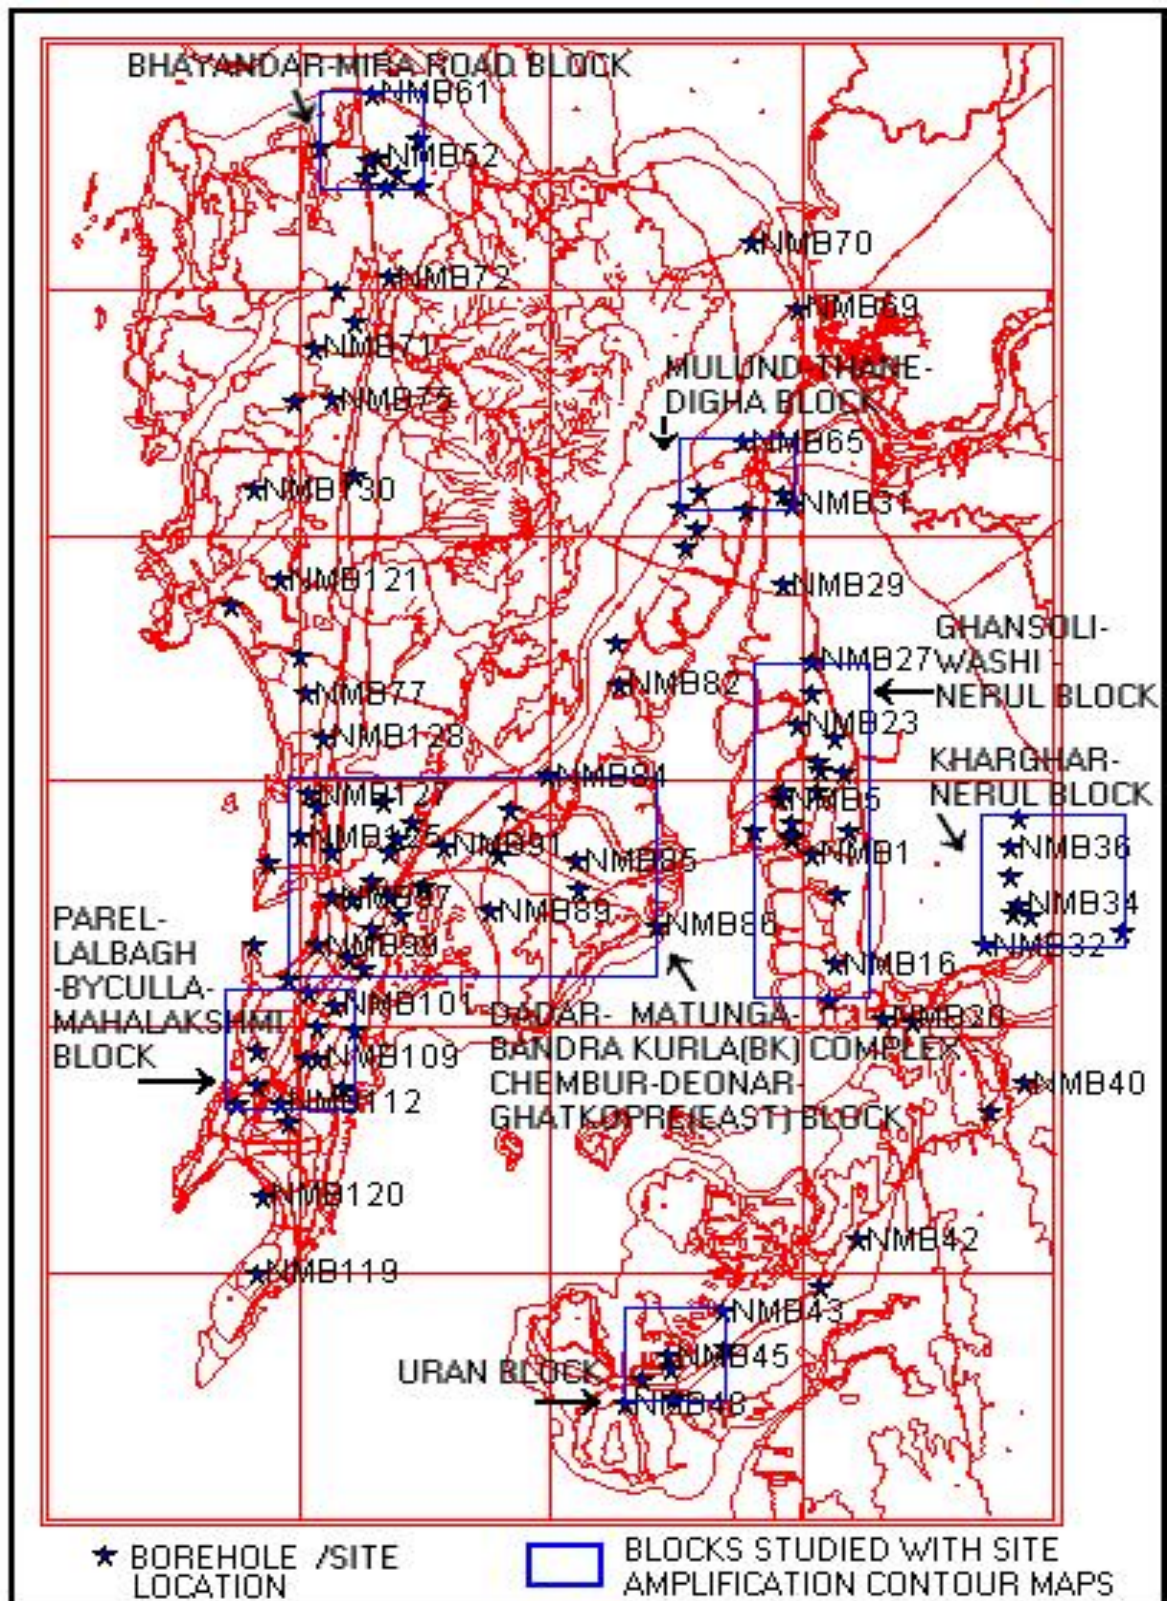 BHAYANDAR-MIRA ROAD BLOCK
NMB61
NMB52
NMB70
NMB72
NMB69
NMB71
MULUND-THANE-
DIGHA BLOCK
NMB75
NMB65
NMB130
NMB31
NMB121
NMB29
GHANSOLI-
WASHI -
NERUL BLOCK
NMB27
NMB82
NMB77
NMB23
NMB128
KHARGHAR-
NERUL BLOCK
NMB84
NMB127
NMB5
NMB125
NMB91
NMB85
NMB1
NMB36
NMB97
NMB89
NMB34
NMB86
PAREL-
LALBAGH
-BYCULLA-
MAHALAKSHMI
BLOCK
NMB99
NMB32
NMB16
NMB101
DADAR- MATUNGA-
BANDRA KURLA(BK) COMPLEX
CHEMBUR-DEONAR-
GHATKOPRE(EAST) BLOCK
NMB109
NMB40
NMB112
NMB120
NMB42
NMB119
NMB43
NMB45
URAN BLOCK
NMB48
BOREHOLE /SITE
LOCATION
BLOCKS STUDIED WITH SITE
AMPLIFICATION CONTOUR MAPS